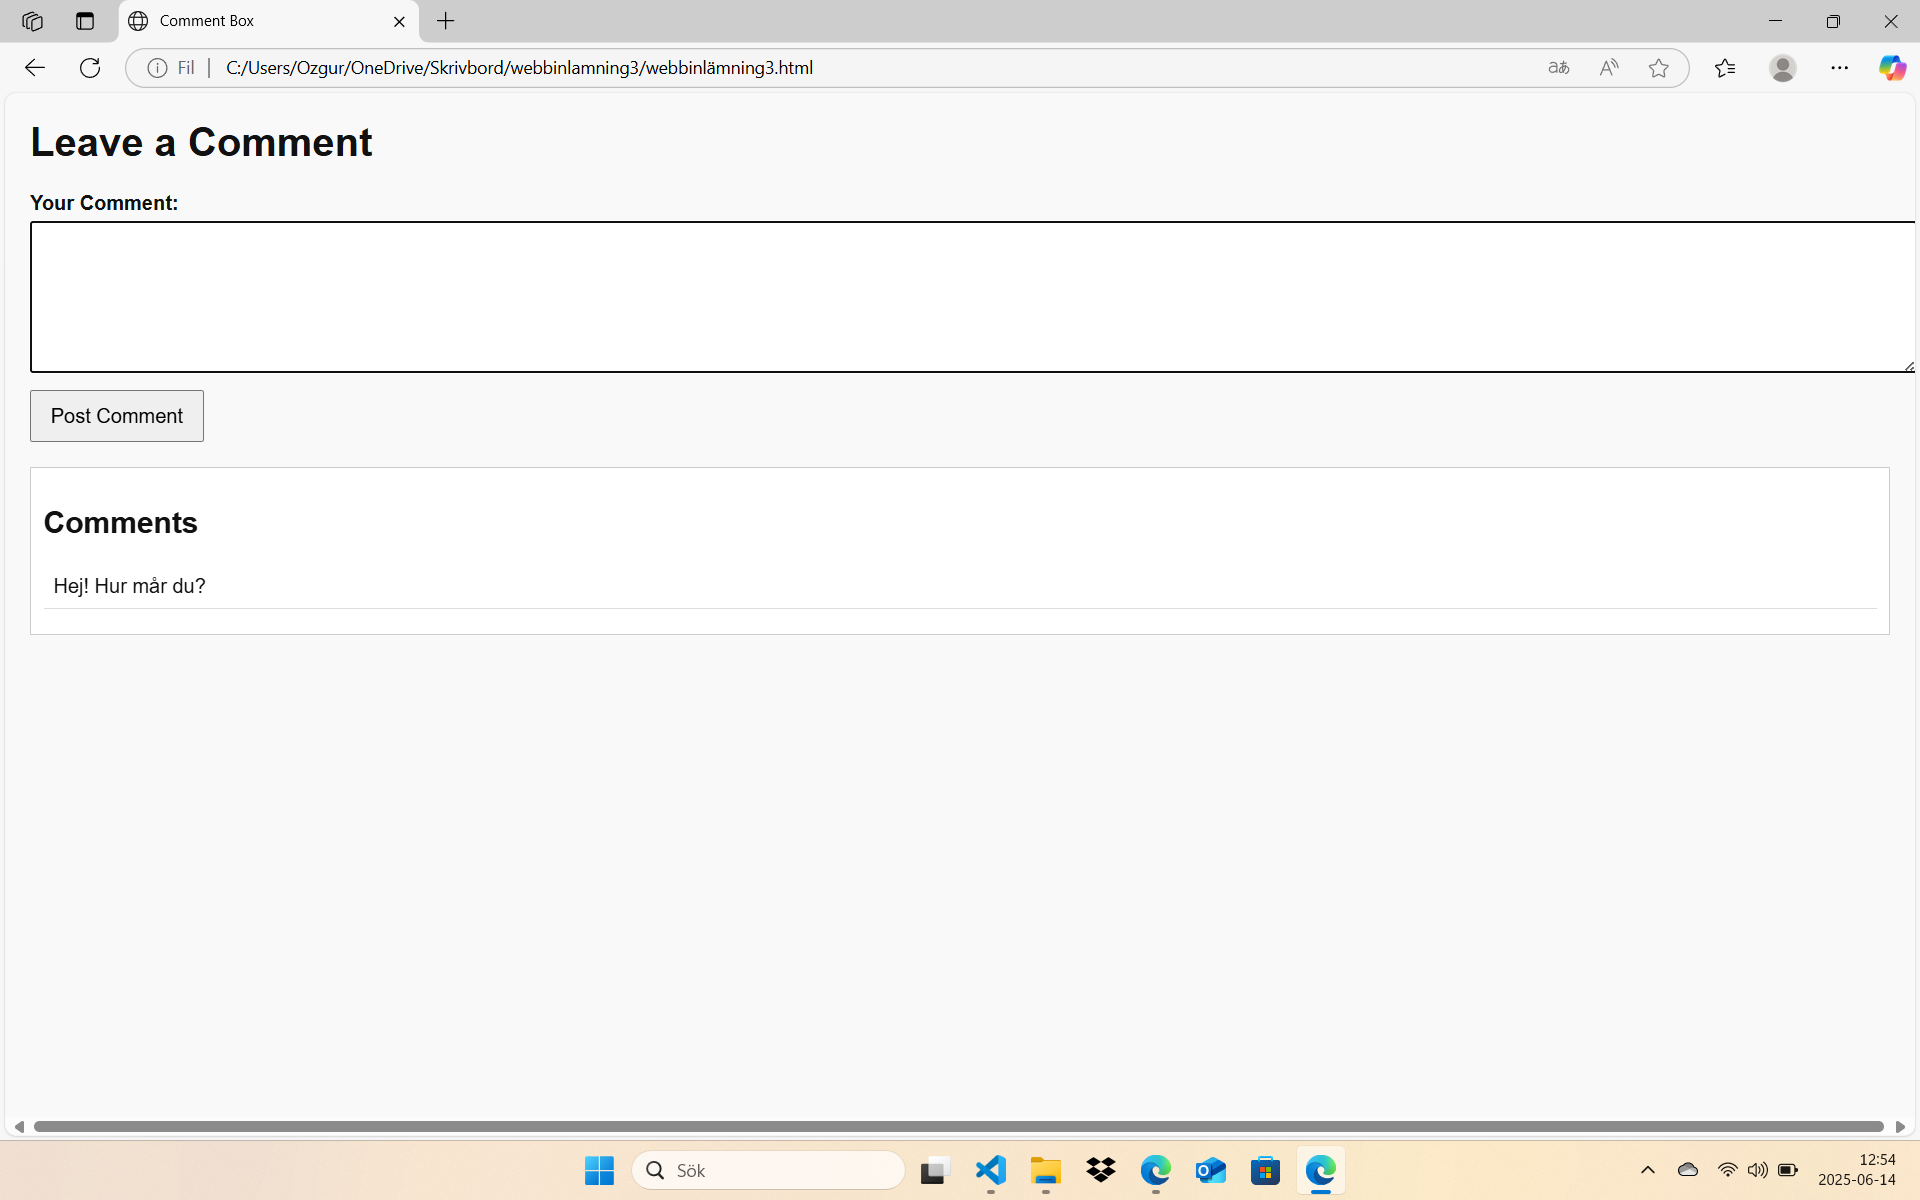 Comment Box
Fil
C:/Users/Ozgur/OneDrive/Skrivbord/webbinlamning3/webbinlämning3.html
Leave a Comment
Your Comment:
Post Comment
Comments
Hej! Hur mår du?
Sök
12:54
2025-06-14